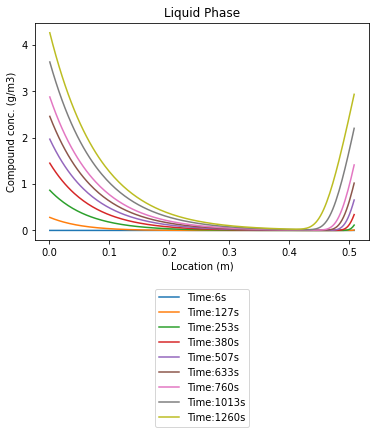 Liquid Phase
Compound conc. (g/m3)
4
3
2
1
0
0.0 0.1 0.2 0.3 0.4 0.5
Location (m)
Time:6s
Time:127s
Time:253s
Time:380s
Time:507s
Time:633s
Time:760s
Time:1013s
Time:1260s